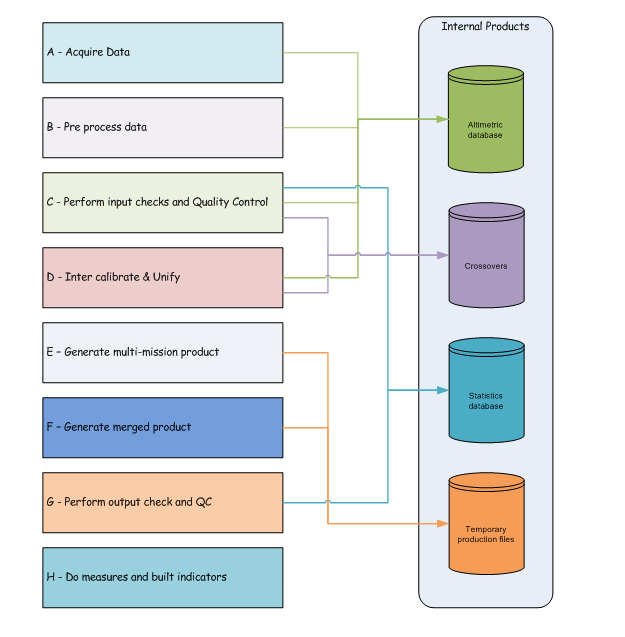 Internal Products
A - Acquire Data
B - Pre process data
C - Perform input checks and Quality Control
D - Inter calibrate & Unify
E – Generate multi-mission product
F – Generate merged product
G - Perform output check and QC
H - Do measures and built indicators
Altimetric
database
Crossovers
Statistics
database
Temporary
production files